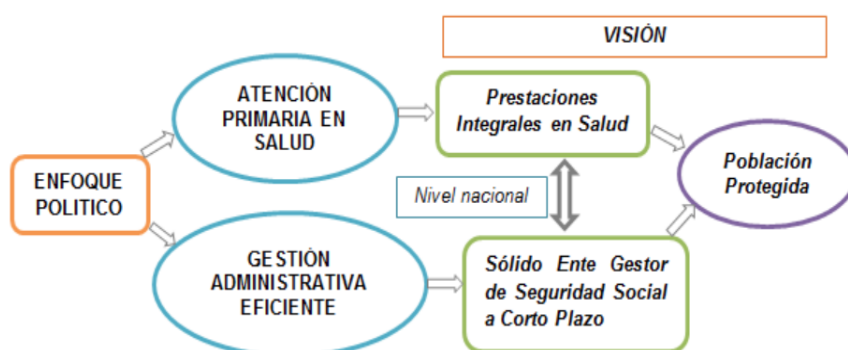 VISIÓN
ATENCIÓN
PRIMARIA EN
SALUD
Prestaciones
Integrales en Salud
ENFOQUE
POLITICO
Nivel nacional
Población
Protegida
GESTIÓN
ADMINISTRATIVA
EFICIENTE
Sólido Ente Gestor
de Seguridad Social
a Corto Plazo